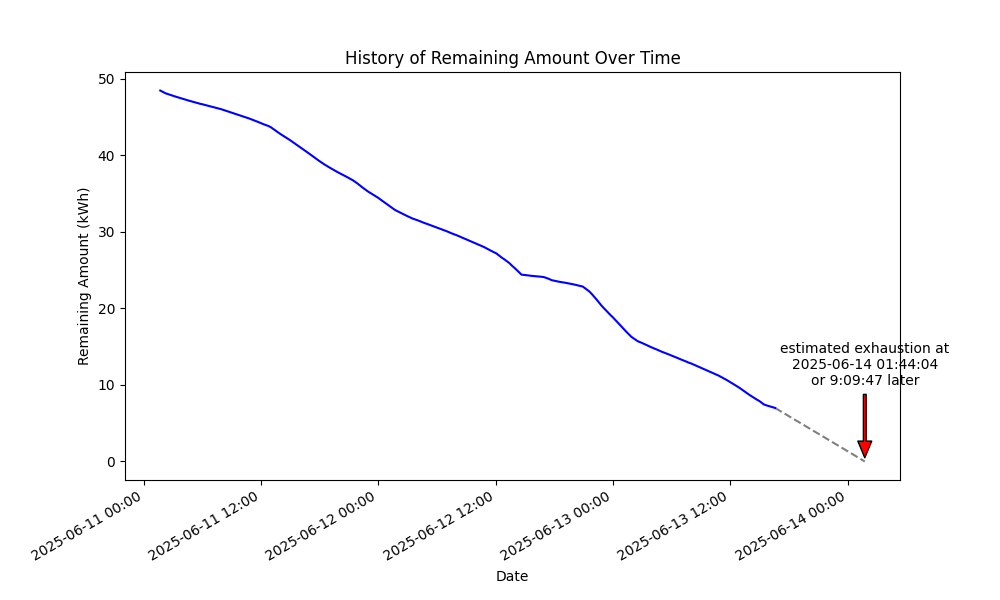 History of Remaining Amount Over Time
Remaining Amount (kWh)
50
40
30
20
10
0
estimated exhaustion at
2025-06-14 01:44:04
or 9:09:47 later
2025-06-11 00:00
2025-06-11 12:00
2025-06-12 00:00
2025-06-12 12:00
2025-06-13 00:00
2025-06-13 12:00
2025-06-14 00:00
Date